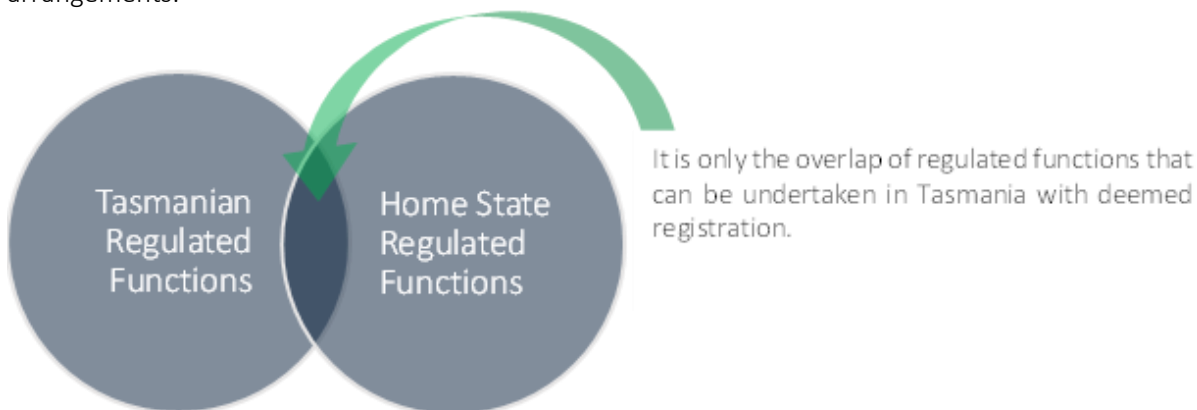 arrangements.
Tasmanian
Regulated
Functions
Home State
Regulated
Functions
It is only the overlap of regulated functions that
can be undertaken in Tasmania with deemed
registration.